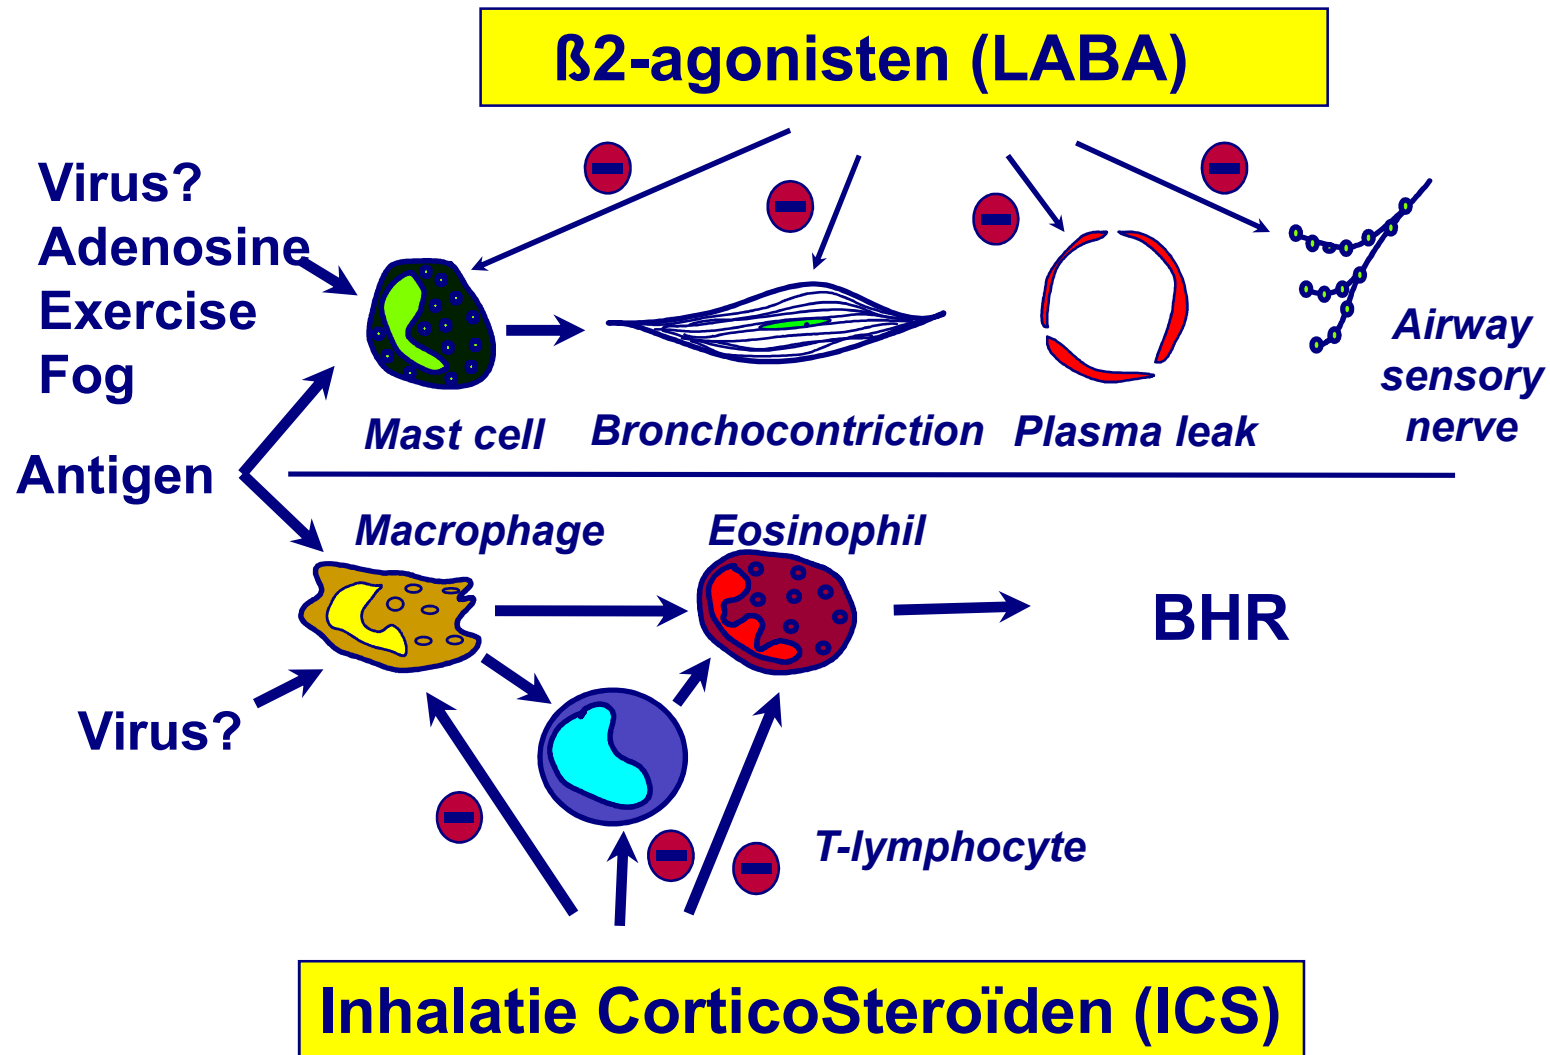 ß2-agonisten (LABA)
Virus?
Adenosine
Exercise
Fog
Airway
sensory
nerve
Mast cell
Bronchocontriction
Plasma leak
Antigen
Macrophage
Eosinophil
BHR
Virus?
T-lymphocyte
Inhalatie CorticoSteroïden (ICS)